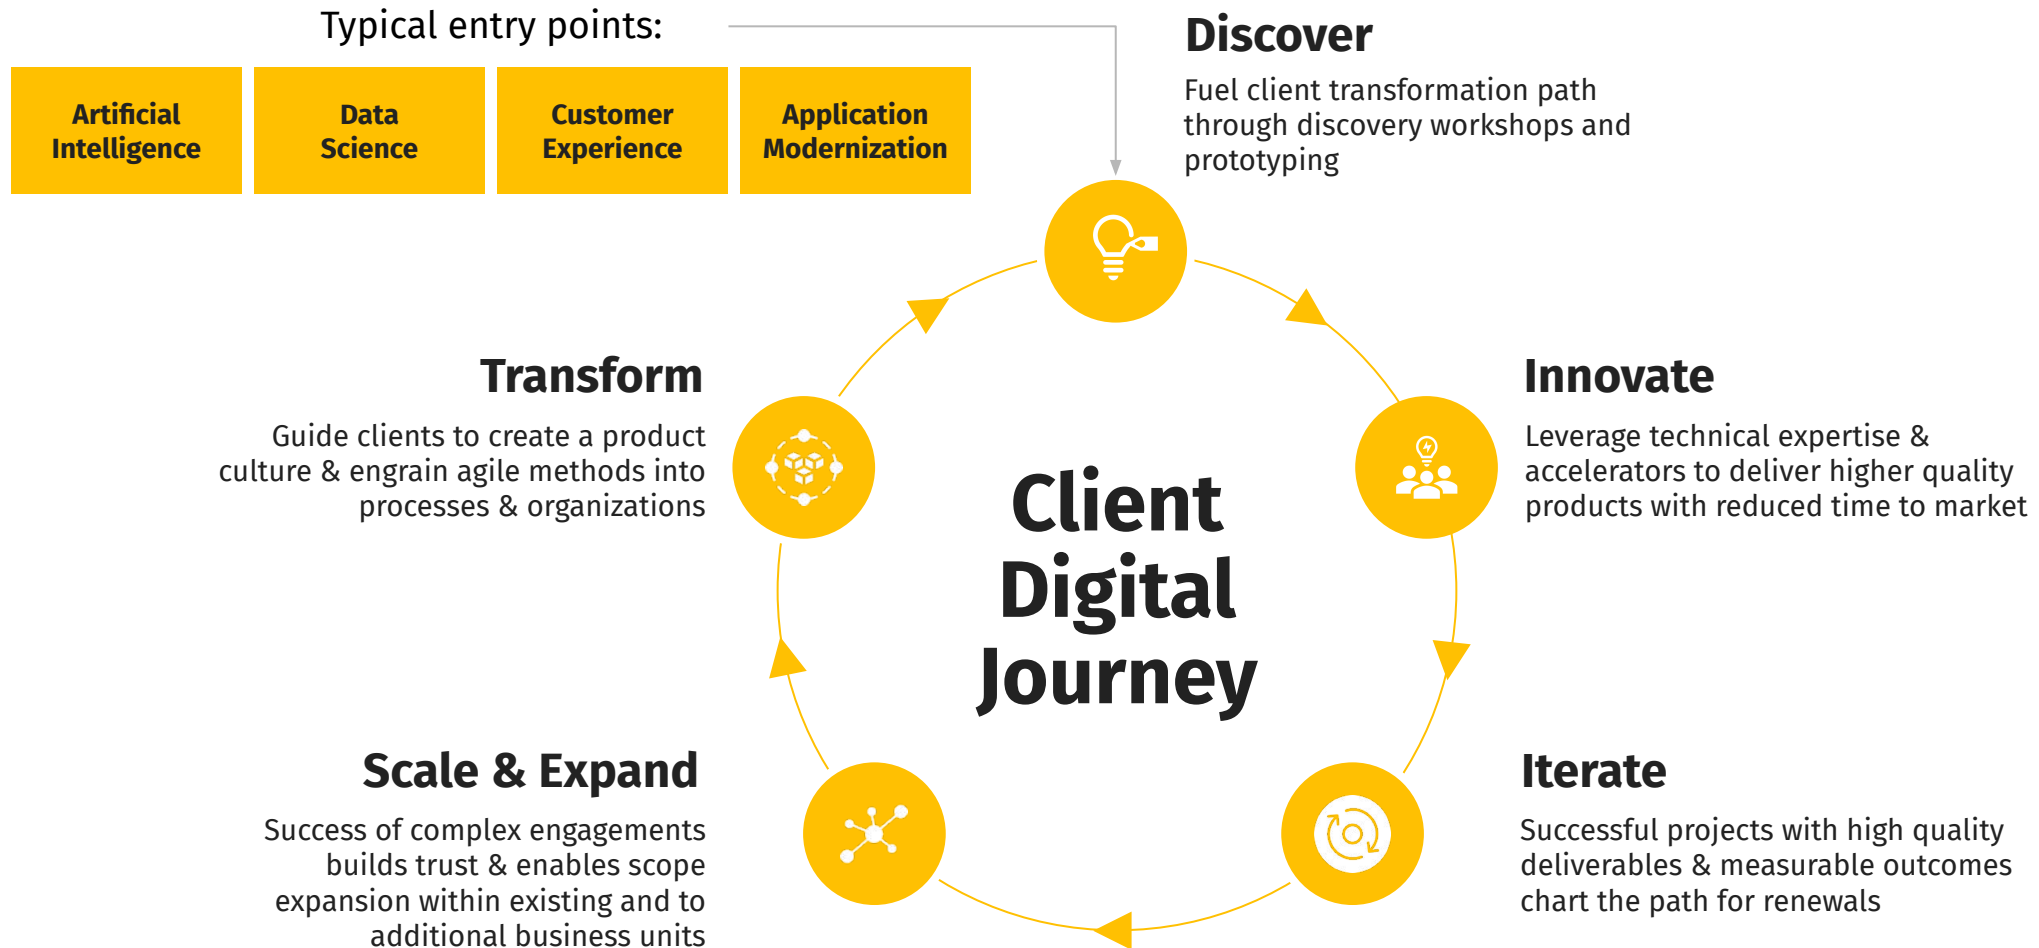 Typical entry points:
Artificial
Intelligence
Data
Science
Customer
Experience
Application
Modernization
Discover
Fuel client transformation path
through discovery workshops and
prototyping
Innovate
Leverage technical expertise &
accelerators to deliver higher quality
products with reduced time to market
Iterate
Successful projects with high quality
deliverables & measurable outcomes
chart the path for renewals
Scale & Expand
Success of complex engagements
builds trust & enables scope
expansion within existing and to
additional business units
Transform
Guide clients to create a product
culture & engrain agile methods into
processes & organizations
Client
Digital
Journey